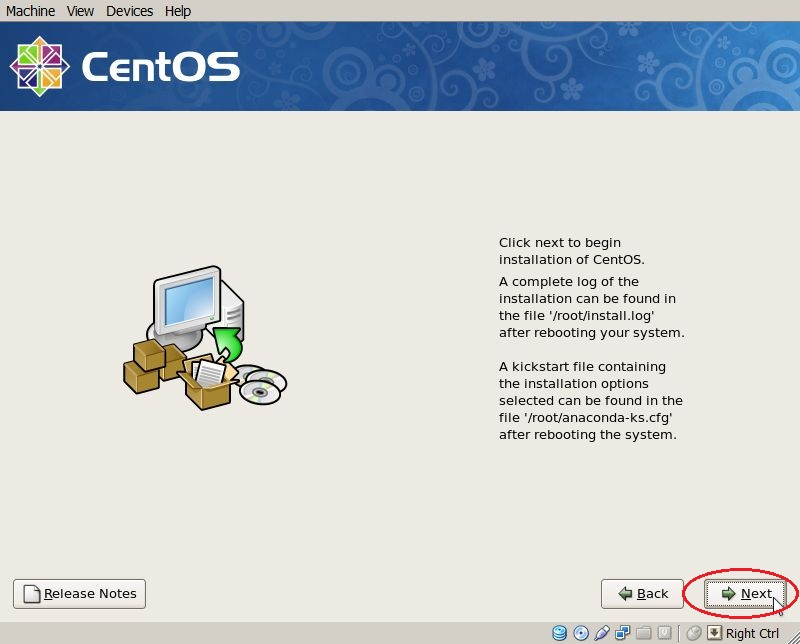 Machine View Devices Help
CentOS
Click next to begin
installation of CentOS.
A complete log of the
installation can be found in
the file '/root/install.log'
after rebooting your system.
A kickstart file containing
the installation options
selected can be found in the
file '/root/anaconda-ks.cfg'
after rebooting the system.
Release Notes
Back
Next
Right Ctrl